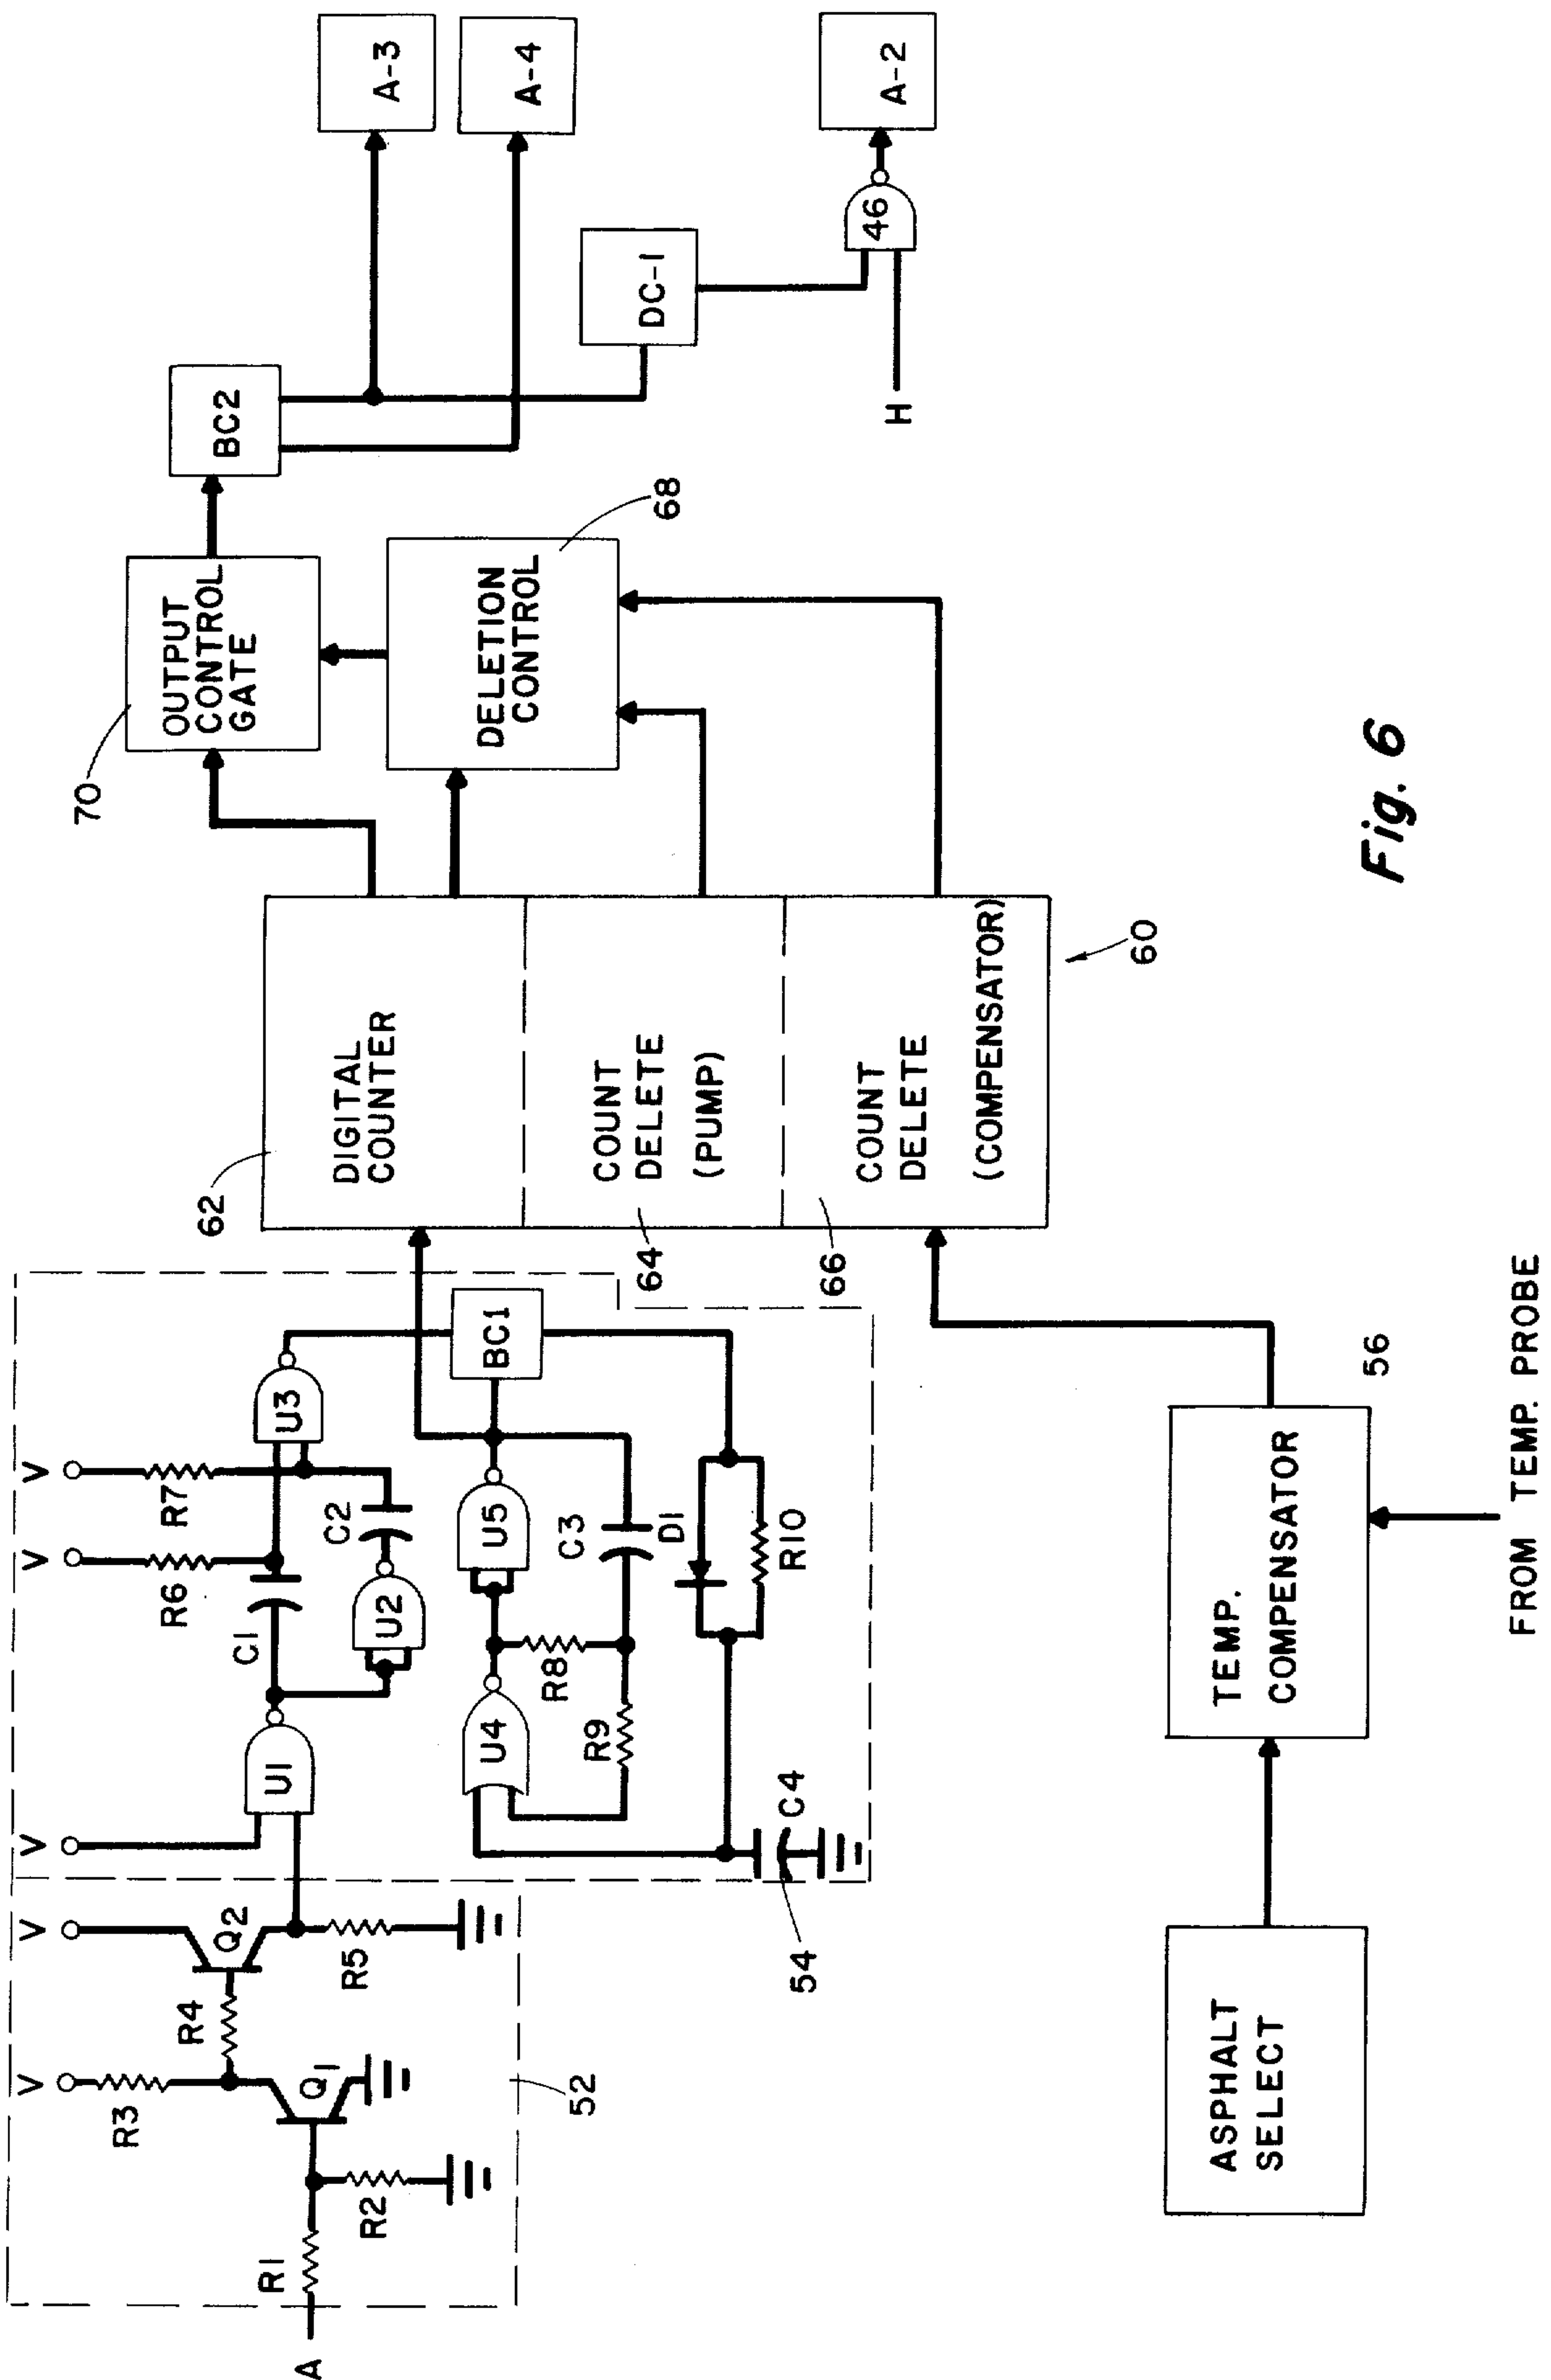 A
R1
R2
R3
V
Q1
R4
V
Q2
R5
52
V
U1
C1
R6
V
R7
V
U2
C2
U3
U4
R8
R9
U5
C3
BC1
D1
R10
C4
54
62
DIGITAL
COUNTER
64
COUNT
DELETE
(PUMP)
66
COUNT
DELETE
(COMPENSATOR)
60
70
OUTPUT
CONTROL
GATE
DELETION
CONTROL
68
BC2
A-3
A-4
DC-1
H
46
A-2
ASPHALT
SELECT
TEMP.
COMPENSATOR
56
FROM TEMP. PROBE
Fig. 6